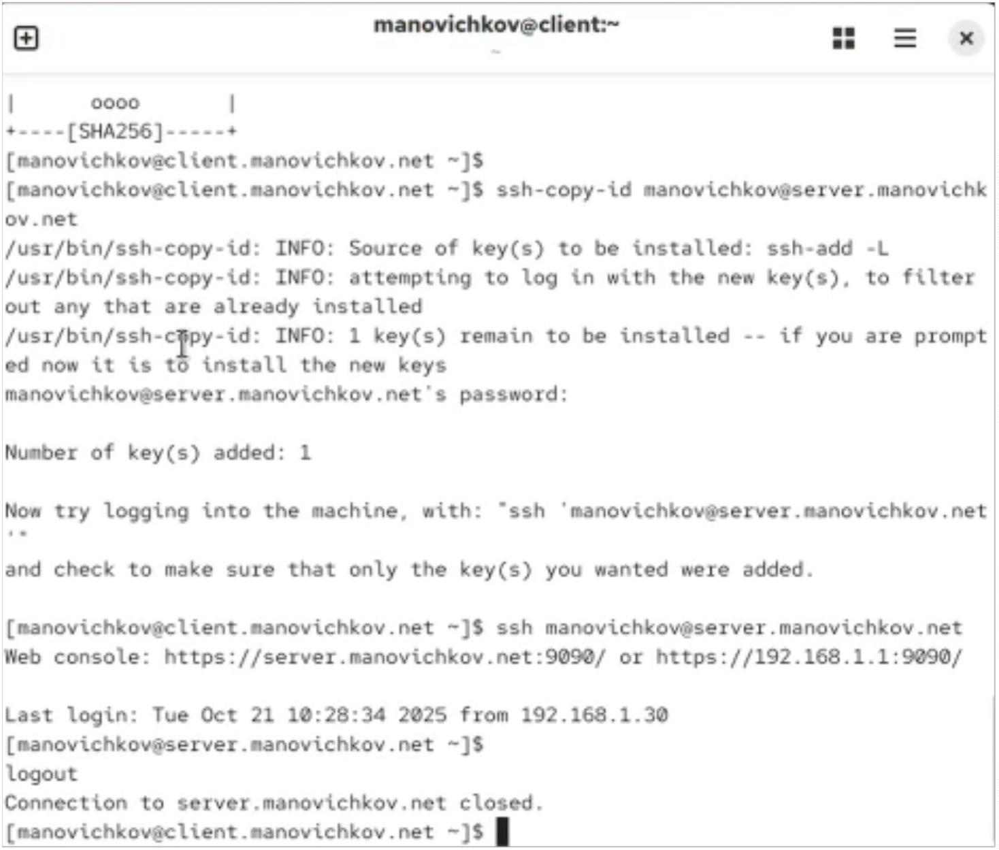 manovichkov@client:~
~
|      oooo       |
+----[SHA256]-----+
[manovichkov@client.manovichkov.net ~]$
[manovichkov@client.manovichkov.net ~]$ ssh-copy-id manovichkov@server.manovichk
ov.net
/usr/bin/ssh-copy-id: INFO: Source of key(s) to be installed: ssh-add -L
/usr/bin/ssh-copy-id: INFO: attempting to log in with the new key(s), to filter
out any that are already installed
/usr/bin/ssh-copy-id: INFO: 1 key(s) remain to be installed -- if you are prompt
ed now it is to install the new keys
manovichkov@server.manovichkov.net's password:
Number of key(s) added: 1
Now try logging into the machine, with: "ssh 'manovichkov@server.manovichkov.net
'"
and check to make sure that only the key(s) you wanted were added.
[manovichkov@client.manovichkov.net ~]$ ssh manovichkov@server.manovichkov.net
Web console: https://server.manovichkov.net:9090/ or https://192.168.1.1:9090/
Last login: Tue Oct 21 10:28:34 2025 from 192.168.1.30
[manovichkov@server.manovichkov.net ~]$
logout
Connection to server.manovichkov.net closed.
[manovichkov@client.manovichkov.net ~]$